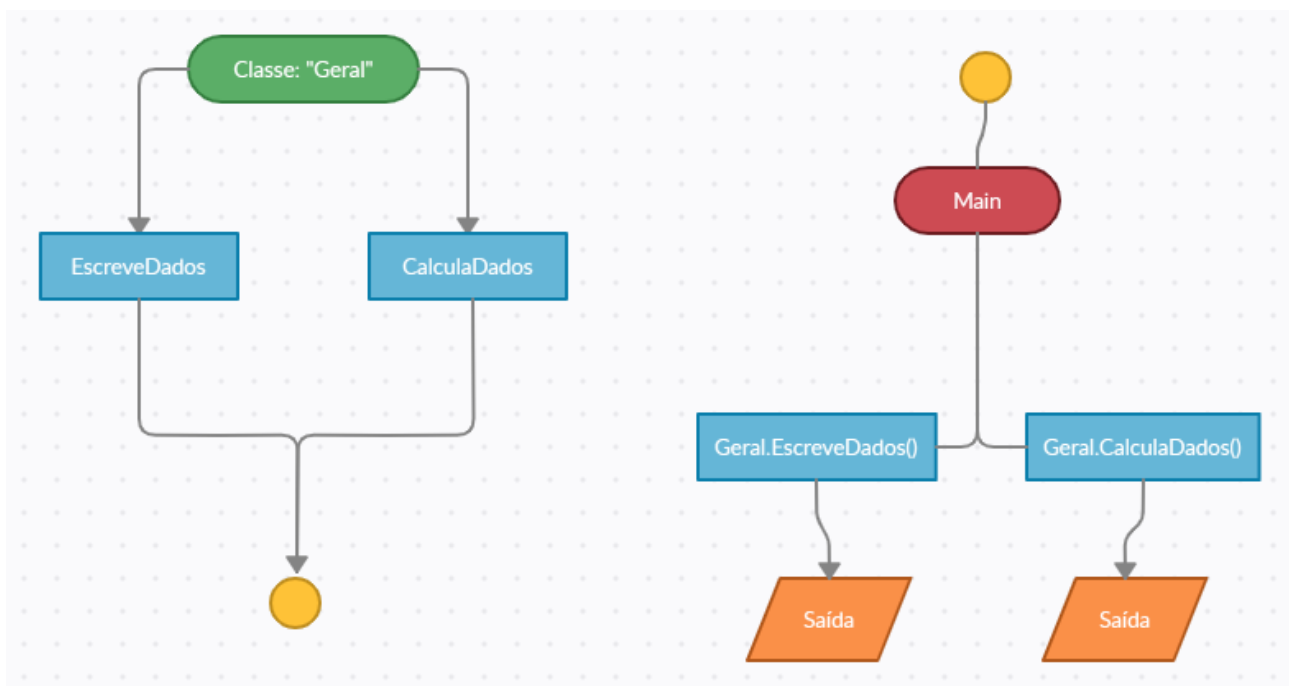 Classe: "Geral"
EscreveDados
CalculaDados
Main
Geral.EscreveDados()
Geral.CalculaDados()
Saída
Saída